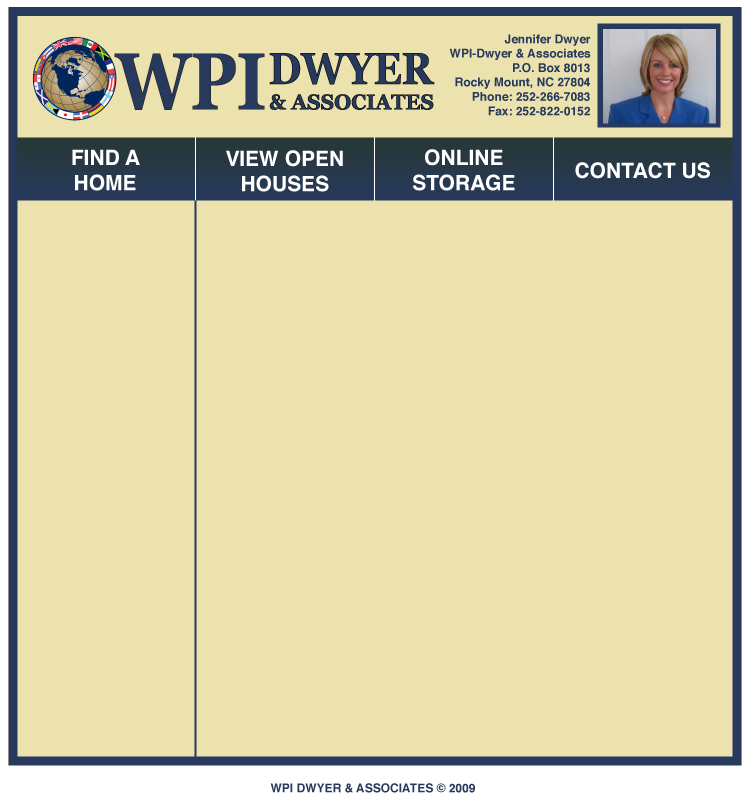 WPI DWYER
& ASSOCIATES
Jennifer Dwyer
WPI-Dwyer & Associates
P.O. Box 8013
Rocky Mount, NC 27804
Phone: 252-266-7083
Fax: 252-822-0152
FIND A
HOME
VIEW OPEN
HOUSES
ONLINE
STORAGE
CONTACT US
WPI DWYER & ASSOCIATES © 2009